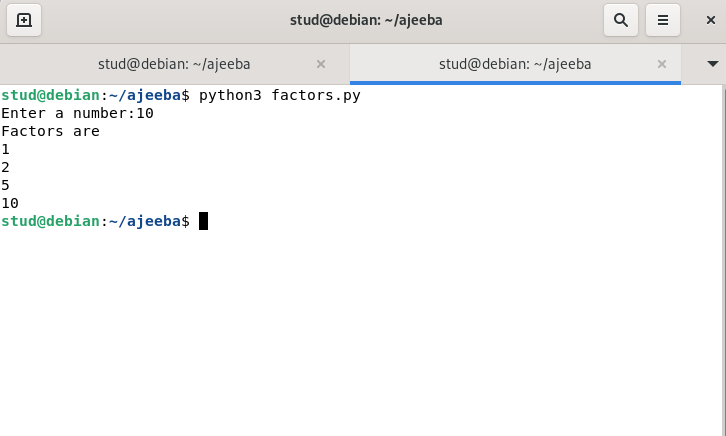 stud@debian: ~/ajeeba
stud@debian: ~/ajeeba
stud@debian: ~/ajeeba
stud@debian:~/ajeeba$ python3 factors.py
Enter a number:10
Factors are
1
2
5
10
stud@debian:~/ajeeba$